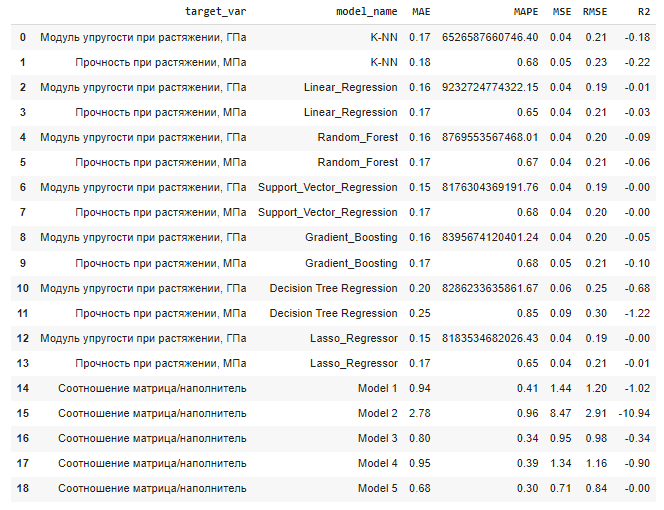 target_var model_name MAE MAPE MSE RMSE R2
0 Модуль упругости при растяжении, ГПа K-NN 0.17 6526587660746.40 0.04 0.21 -0.18
1 Прочность при растяжении, МПа K-NN 0.18 0.68 0.05 0.23 -0.22
2 Модуль упругости при растяжении, ГПа Linear_Regression 0.16 9232724774322.15 0.04 0.19 -0.01
3 Прочность при растяжении, МПа Linear_Regression 0.17 0.65 0.04 0.21 -0.03
4 Модуль упругости при растяжении, ГПа Random_Forest 0.16 8769553567468.01 0.04 0.20 -0.09
5 Прочность при растяжении, МПа Random_Forest 0.17 0.67 0.04 0.21 -0.06
6 Модуль упругости при растяжении, ГПа Support_Vector_Regression 0.15 8176304369191.76 0.04 0.19 -0.00
7 Прочность при растяжении, МПа Support_Vector_Regression 0.17 0.68 0.04 0.20 -0.00
8 Модуль упругости при растяжении, ГПа Gradient_Boosting 0.16 8395674120401.24 0.04 0.20 -0.05
9 Прочность при растяжении, МПа Gradient_Boosting 0.17 0.68 0.05 0.21 -0.10
10 Модуль упругости при растяжении, ГПа Decision Tree Regression 0.20 8286233635861.67 0.06 0.25 -0.68
11 Прочность при растяжении, МПа Decision Tree Regression 0.25 0.85 0.09 0.30 -1.22
12 Модуль упругости при растяжении, ГПа Lasso_Regressor 0.15 8183534682026.43 0.04 0.19 -0.00
13 Прочность при растяжении, МПа Lasso_Regressor 0.17 0.65 0.04 0.21 -0.01
14 Соотношение матрица/наполнитель Model 1 0.94 0.41 1.44 1.20 -1.02
15 Соотношение матрица/наполнитель Model 2 2.78 0.96 8.47 2.91 -10.94
16 Соотношение матрица/наполнитель Model 3 0.80 0.34 0.95 0.98 -0.34
17 Соотношение матрица/наполнитель Model 4 0.95 0.39 1.34 1.16 -0.90
18 Соотношение матрица/наполнитель Model 5 0.68 0.30 0.71 0.84 -0.00